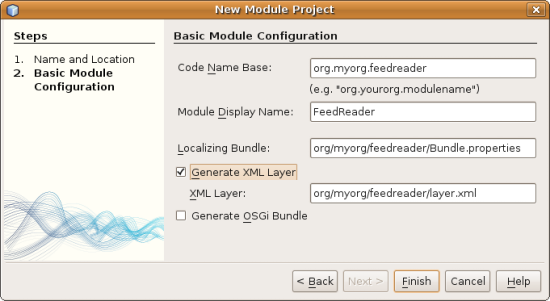 New Module Project
Steps
1. Name and Location
2. Basic Module
Configuration
Basic Module Configuration
Code Name Base: org.myorg.feedreader
(e.g. "org.yourorg.modulename")
Module Display Name: FeedReader
Localizing Bundle: org/myorg/feedreader/Bundle.properties
Generate XML Layer
XML Layer: org/myorg/feedreader/layer.xml
Generate OSGi Bundle
< Back Next > Finish Cancel Help